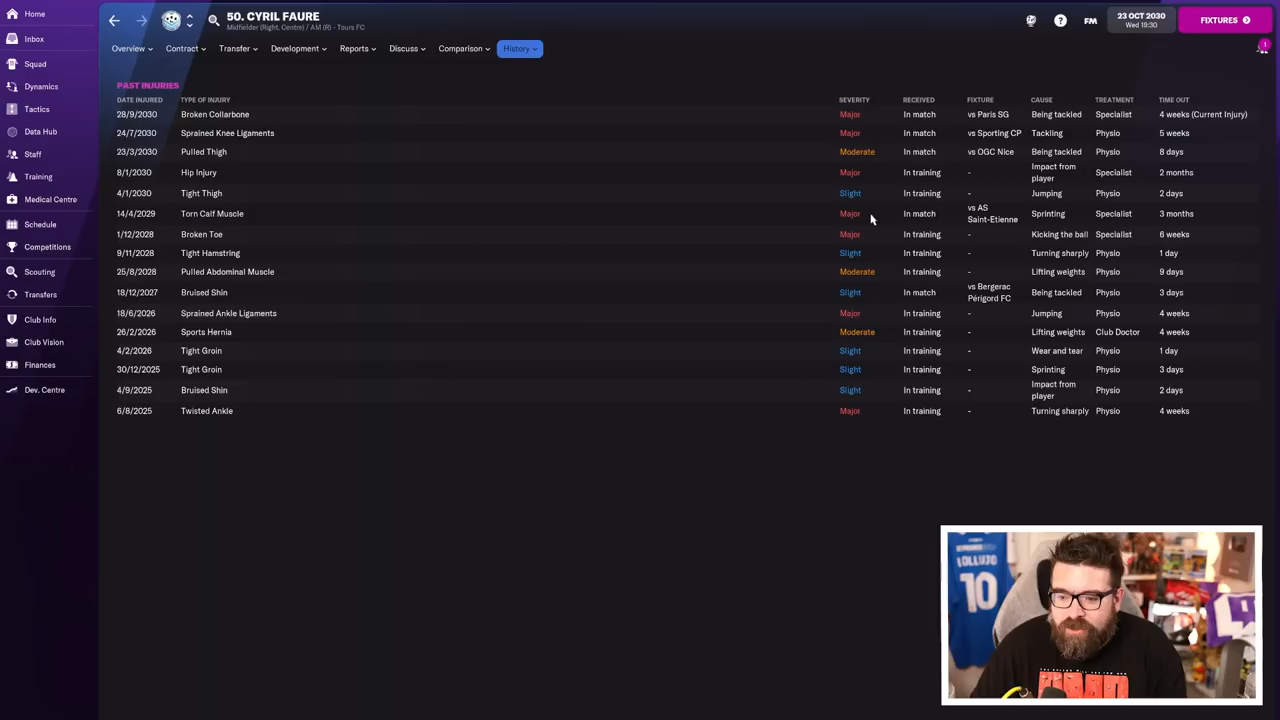 Home
Inbox
Squad
Dynamics
Tactics
Data Hub
Staff
Training
Medical Centre
Schedule
Competitions
Scouting
Transfers
Club Info
Club Vision
Finances
Dev. Centre
50. CYRIL FAURE
Midfielder (Right, Centre) / AM (R) - Tours FC
FM
23 OCT 2030
Wed 19:30
FIXTURES
1
Overview Contract Transfer Development Reports Discuss Comparison History
PAST INJURIES
DATE INJURED TYPE OF INJURY SEVERITY RECEIVED FIXTURE CAUSE TREATMENT TIME OUT
28/9/2030 Broken Collarbone Major In match vs Paris SG Being tackled Specialist 4 weeks (Current Injury)
24/7/2030 Sprained Knee Ligaments Major In match vs Sporting CP Tackling Physio 5 weeks
23/3/2030 Pulled Thigh Moderate In match vs OGC Nice Being tackled Physio 8 days
8/1/2030 Hip Injury Major In training - Impact from player Specialist 2 months
4/1/2030 Tight Thigh Slight In training - Jumping Physio 2 days
14/4/2029 Torn Calf Muscle Major In match vs AS Saint-Etienne Sprinting Specialist 3 months
1/12/2028 Broken Toe Major In training - Kicking the ball Specialist 6 weeks
9/11/2028 Tight Hamstring Slight In training - Turning sharply Physio 1 day
25/8/2028 Pulled Abdominal Muscle Moderate In training - Lifting weights Physio 9 days
18/12/2027 Bruised Shin Slight In match vs Bergerac Périgord FC Being tackled Physio 3 days
18/6/2026 Sprained Ankle Ligaments Major In training - Jumping Physio 4 weeks
26/2/2026 Sports Hernia Moderate In training - Lifting weights Club Doctor 4 weeks
4/2/2026 Tight Groin Slight In training - Wear and tear Physio 1 day
30/12/2025 Tight Groin Slight In training - Sprinting Physio 3 days
4/9/2025 Bruised Shin Slight In training - Impact from player Physio 2 days
6/8/2025 Twisted Ankle Major In training - Turning sharply Physio 4 weeks
LOLLUJO
10